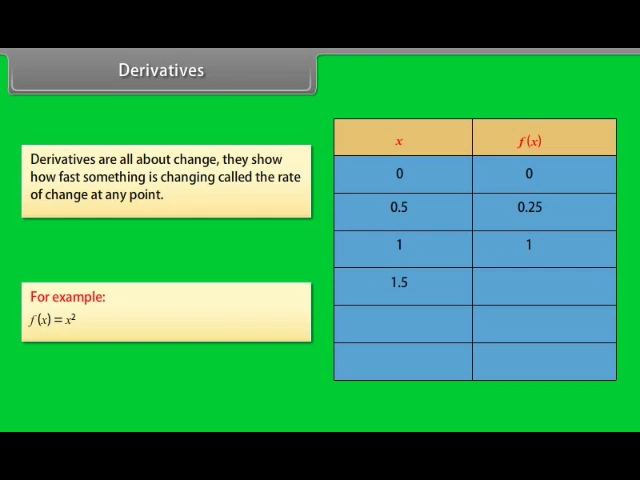 Derivatives
Derivatives are all about change, they show
how fast something is changing called the rate
of change at any point.
For example:
f(x) = x²
x f(x)
0 0
0.5 0.25
1 1
1.5